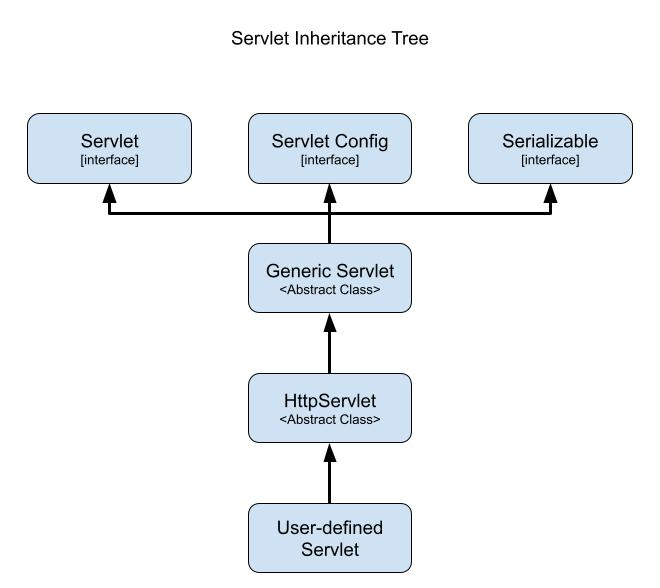 Servlet Inheritance Tree
Servlet
[interface]
Servlet Config
[interface]
Serializable
[interface]
Generic Servlet
<Abstract Class>
HttpServlet
<Abstract Class>
User-defined
Servlet